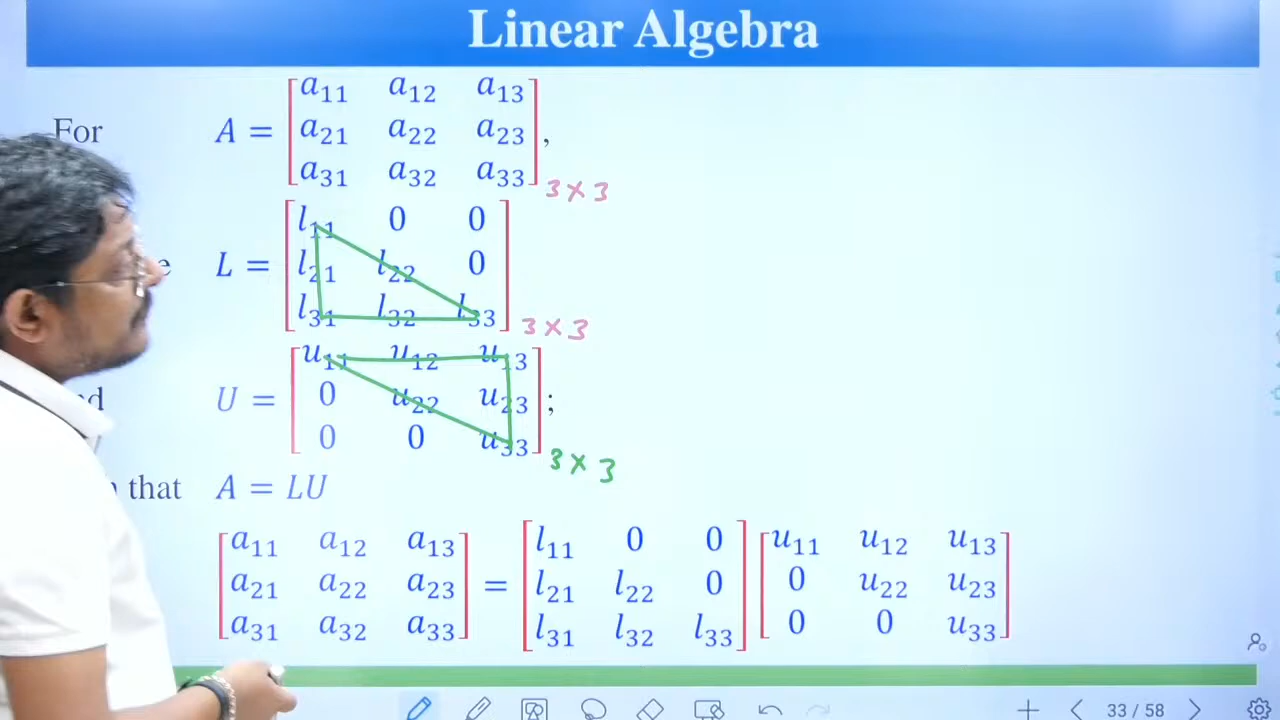 Linear Algebra
For A = [a₁₁ a₁₂ a₁₃
a₂₁ a₂₂ a₂₃
a₃₁ a₃₂ a₃₃], 3×3
L = [l₁₁ 0 0
l₂₁ l₂₂ 0
l₃₁ l₃₂ l₃₃] 3×3
U = [u₁₁ u₁₂ u₁₃
0 u₂₂ u₂₃
0 0 u₃₃]; 3×3
that A = LU
[a₁₁ a₁₂ a₁₃ = [l₁₁ 0 0 [u₁₁ u₁₂ u₁₃
a₂₁ a₂₂ a₂₃ l₂₁ l₂₂ 0 0 u₂₂ u₂₃
a₃₁ a₃₂ a₃₃] l₃₁ l₃₂ l₃₃] 0 0 u₃₃]
33 / 58